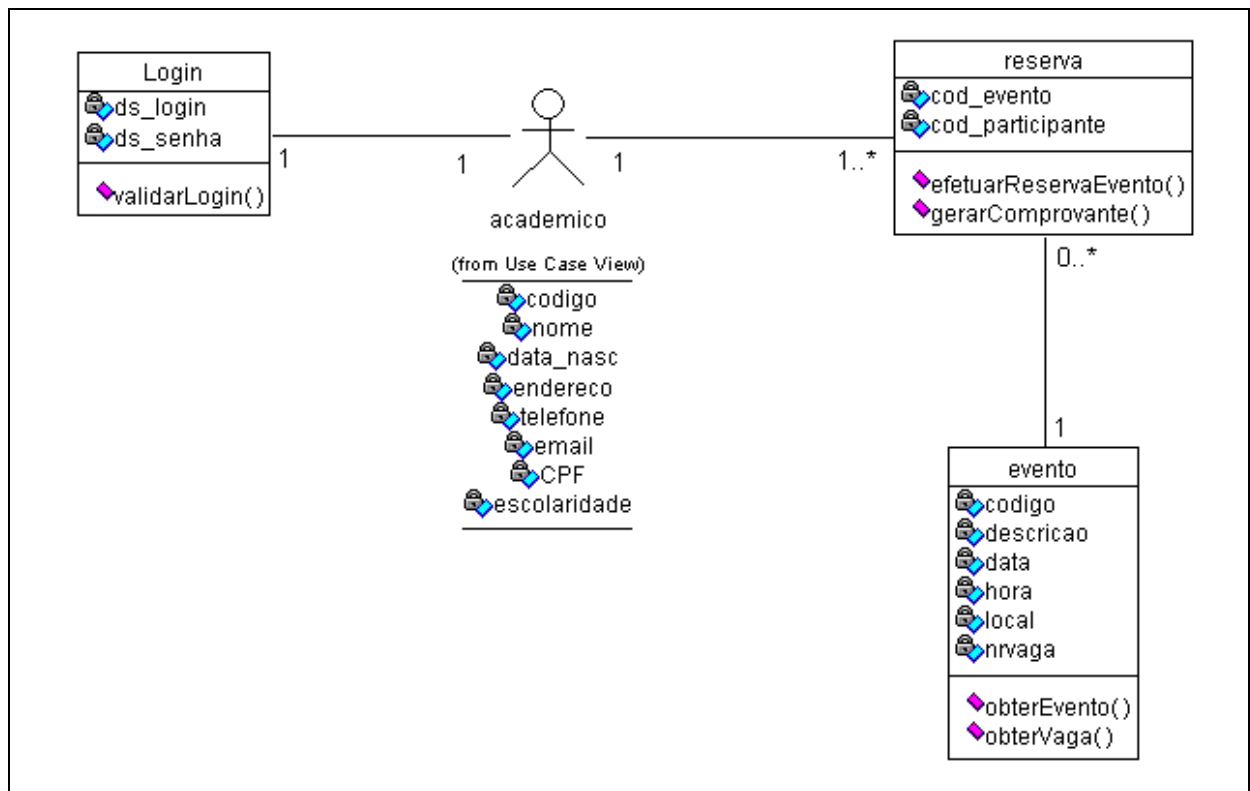 Login
ds_login
ds_senha
validarLogin()
1
1
academico
(from Use Case View)
codigo
nome
data_nasc
endereco
telefone
email
CPF
escolaridade
1
1..*
reserva
cod_evento
cod_participante
efetuarReservaEvento()
gerarComprovante()
0..*
1
evento
codigo
descricao
data
hora
local
nrvaga
obterEvento()
obterVaga()